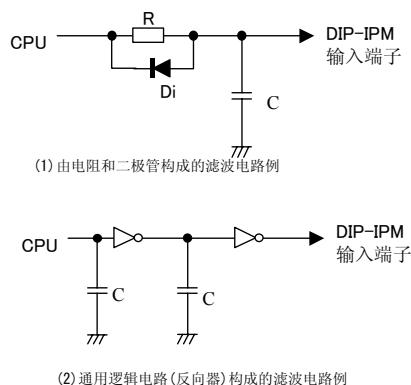 R
CPU
DIP-IPM
输入端子
Di
C
(1)由电阻和二极管构成的滤波电路例
CPU
DIP-IPM
输入端子
C
C
(2)通用逻辑电路(反向器)构成的滤波电路例